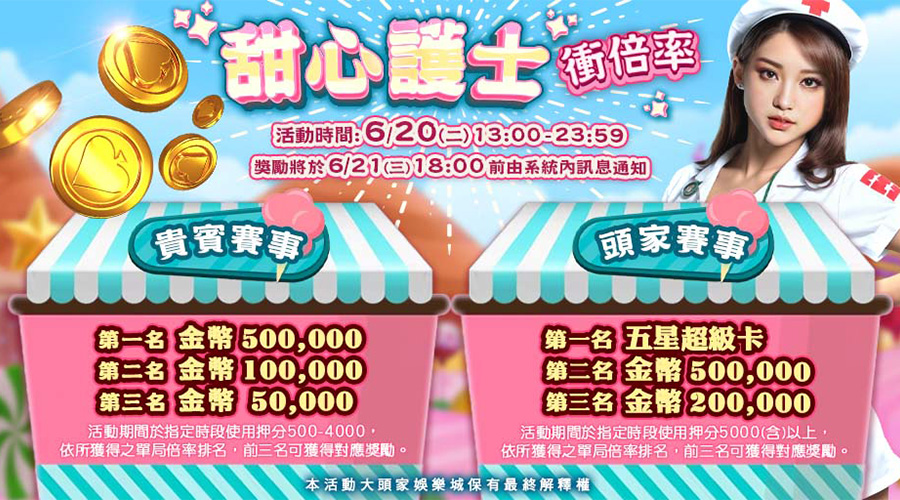 甜心護士 衝倍率
活動時間:6/20(二)13:00-23:59
獎勵將於6/21(三)18:00前由系統內訊息通知
貴賓賽事
第一名 金幣 500,000
第二名 金幣 100,000
第三名 金幣 50,000
活動期間於指定時段使用押分500-4000，
依所獲得之單局倍率排名，前三名可獲得對應獎勵。
頭家賽事
第一名 五星超級卡
第二名 金幣 500,000
第三名 金幣 200,000
活動期間於指定時段使用押分5000(含)以上，
依所獲得之單局倍率排名，前三名可獲得對應獎勵。
本活動大頭家娛樂城保有最終解釋權